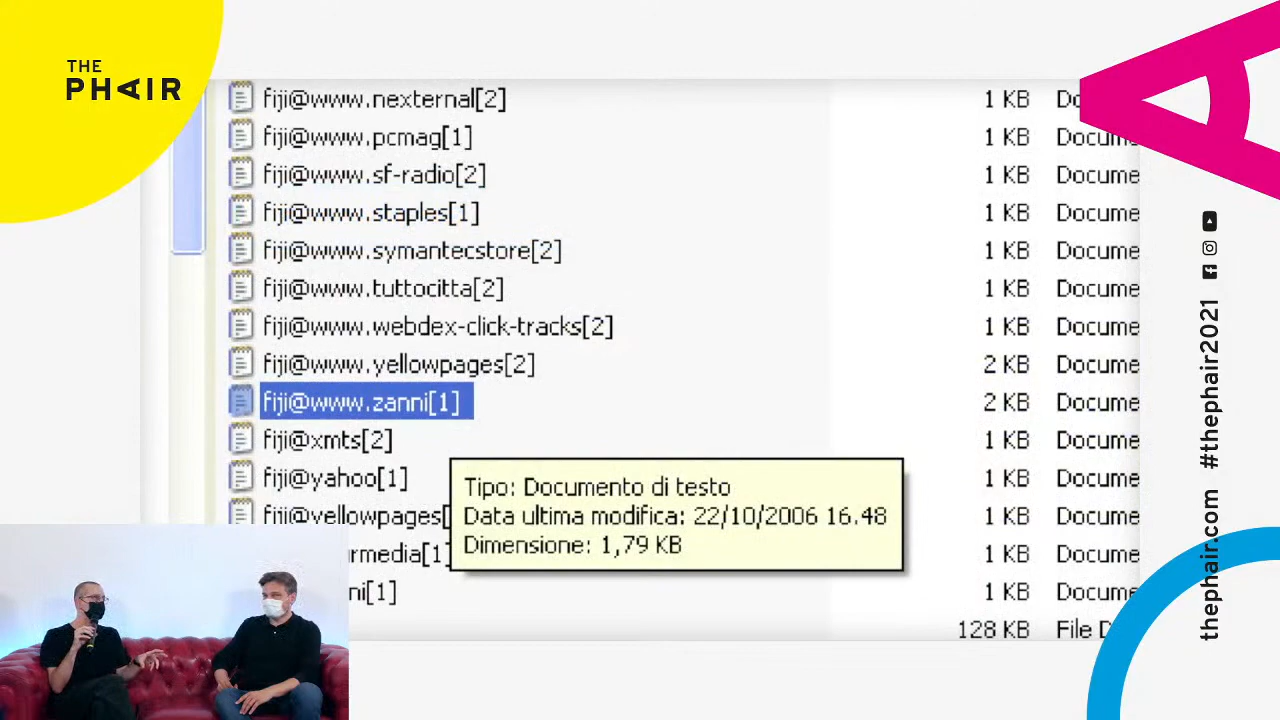 THE
PHAIR
fiji@www.nexternal[2] 1 KB Do
fiji@www.pcmag[1] 1 KB Docume
fiji@www.sf-radio[2] 1 KB Docume
fiji@www.staples[1] 1 KB Docume
fiji@www.symantecstore[2] 1 KB Docume
fiji@www.tuttocitta[2] 1 KB Docume
fiji@www.webdex-click-tracks[2] 1 KB Docume
fiji@www.yellowpages[2] 2 KB Docume
fiji@www.zanni[1] 2 KB Docume
fiji@xmts[2] 1 KB Docume
fiji@yahoo[1] 1 KB Docume
fiji@yellowpages[ 1 KB Docume
urmedia[1] 1 KB Docume
ni[1] 1 KB Docume
128 KB File D
Tipo: Documento di testo
Data ultima modifica: 22/10/2006 16.48
Dimensione: 1,79 KB
thephair.com #thephair2021
A